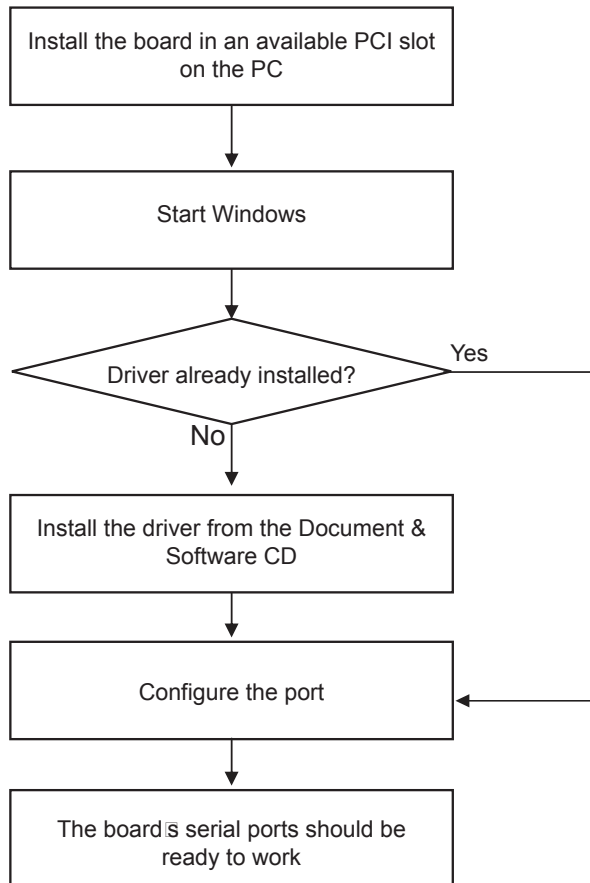 Install the board in an available PCI slot
on the PC
Start Windows
Driver already installed?
Yes
No
Install the driver from the Document &
Software CD
Configure the port
The board s serial ports should be
ready to work